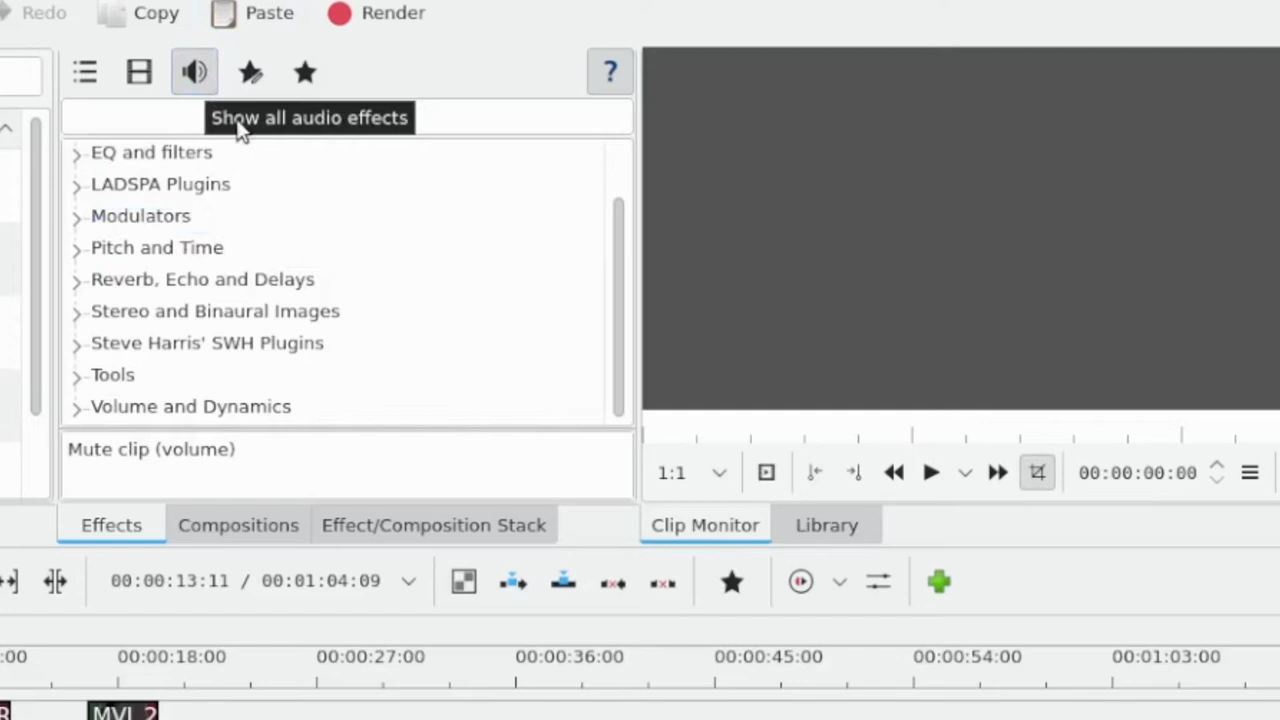 Redo Copy Paste Render
?
Show all audio effects
EQ and filters
LADSPA Plugins
Modulators
Pitch and Time
Reverb, Echo and Delays
Stereo and Binaural Images
Steve Harris' SWH Plugins
Tools
Volume and Dynamics
Mute clip (volume)
1:1 00:00:00:00
Effects Compositions Effect/Composition Stack Clip Monitor Library
00:00:13:11 / 00:01:04:09
:00 00:00:18:00 00:00:27:00 00:00:36:00 00:00:45:00 00:00:54:00 00:01:03:00
MVI_2